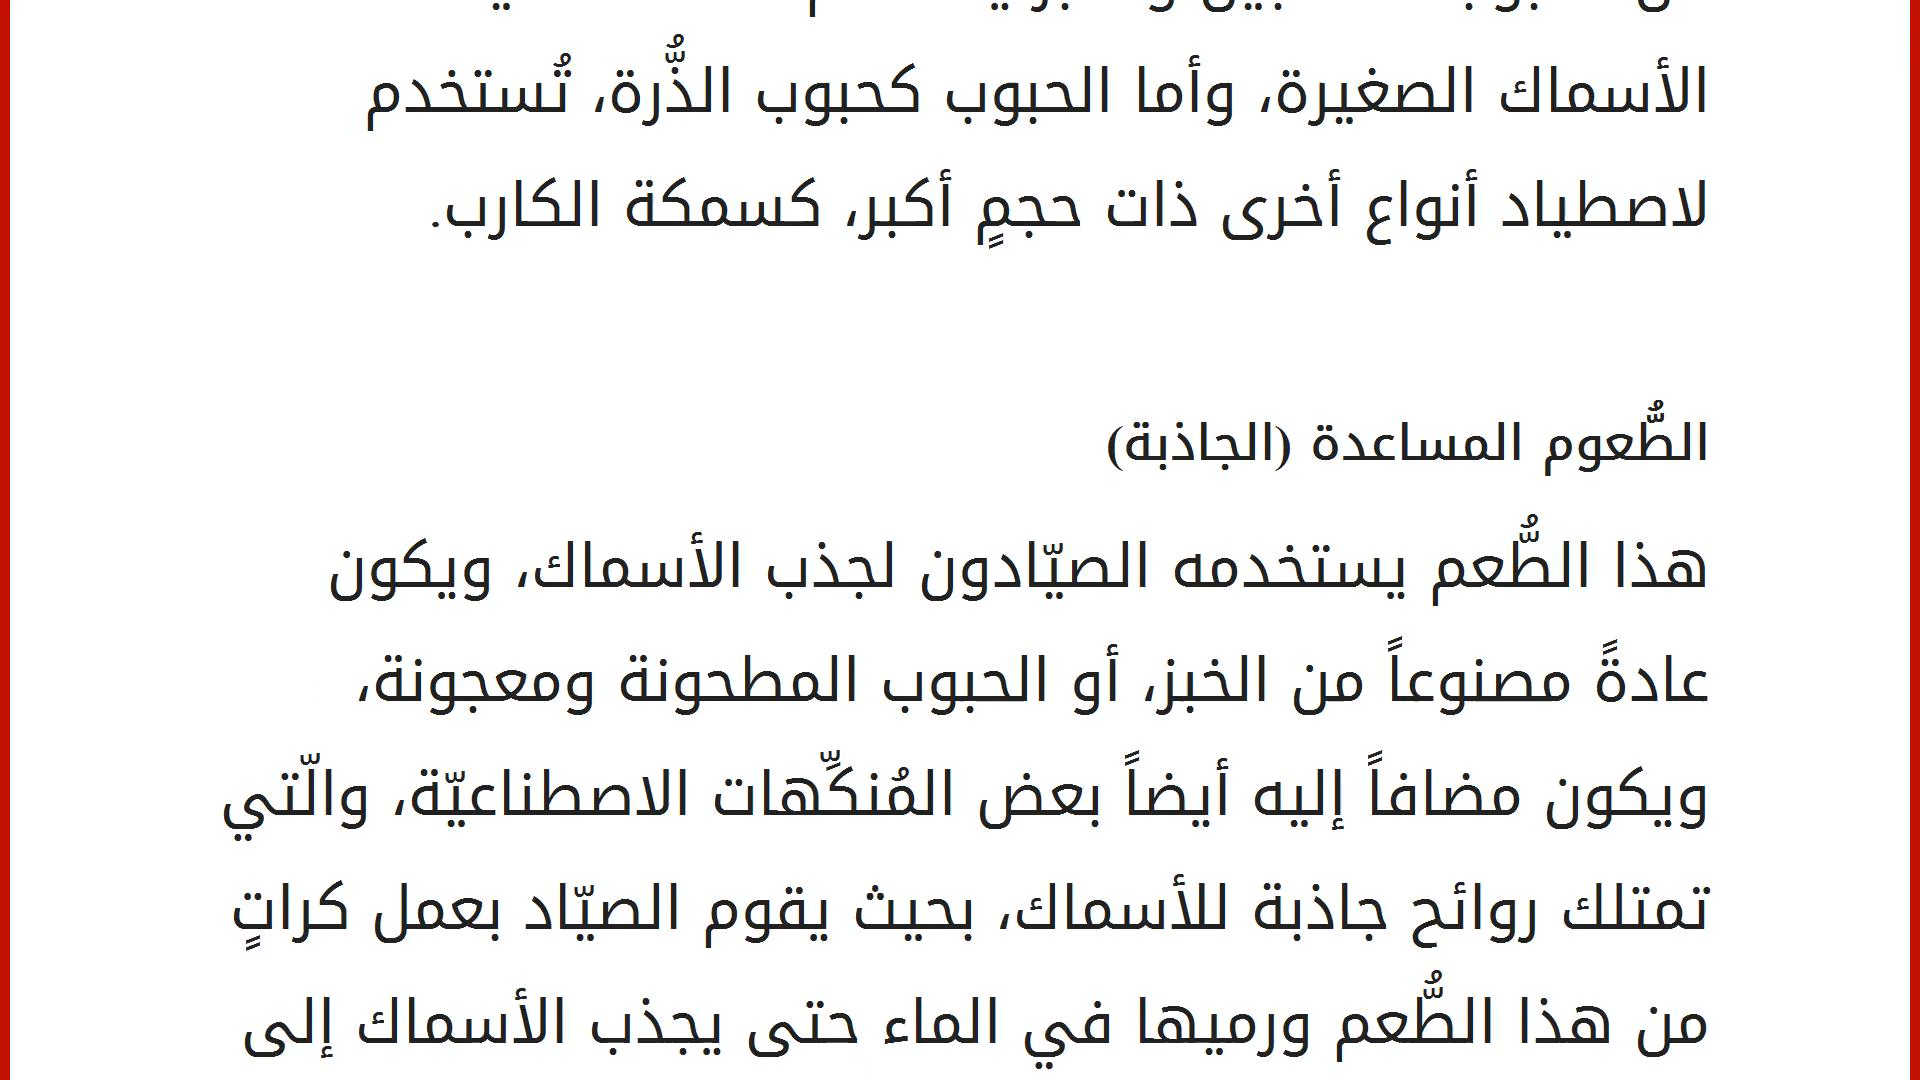 الأسماك الصغيرة، وأما الحبوب كحبوب الذُّرة، تُستخدم
لاصطياد أنواع أخرى ذات حجمٍ أكبر، كسمكة الكارب.
الطُّعوم المساعدة (الجاذبة)
هذا الطُّعم يستخدمه الصيّادون لجذب الأسماك، ويكون
عادةً مصنوعاً من الخبز، أو الحبوب المطحونة ومعجونة،
ويكون مضافاً إليه أيضاً بعض المُنكِّهات الاصطناعيّة، والّتي
تمتلك روائح جاذبة للأسماك، بحيث يقوم الصيّاد بعمل كراتٍ
من هذا الطُّعم ورميها في الماء حتى يجذب الأسماك إلى